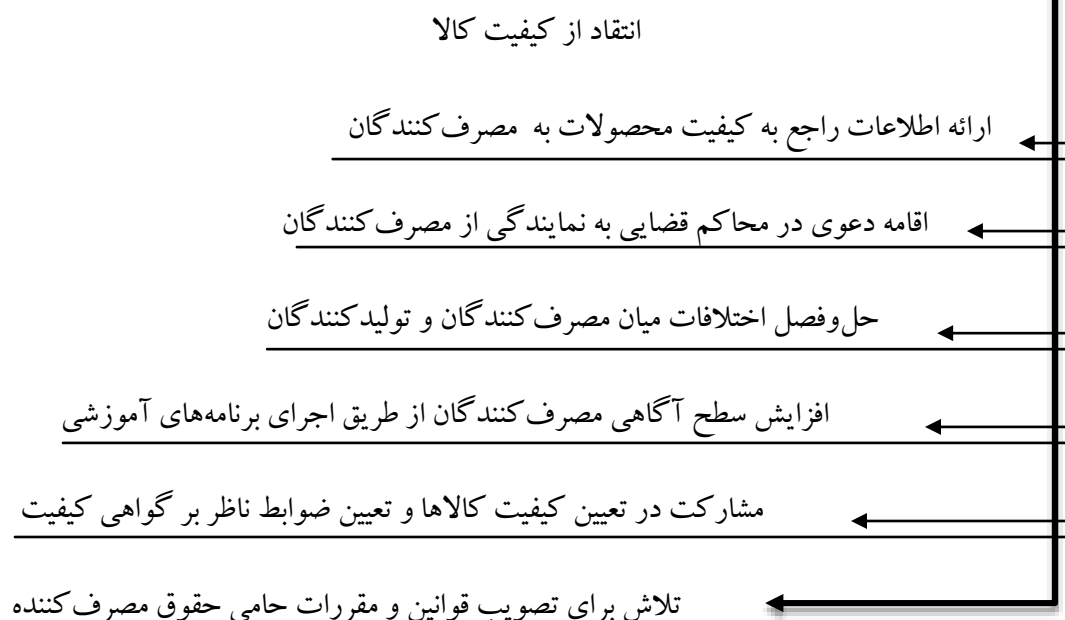 انتقاد از کیفیت کالا
ارائه اطلاعات راجع به کیفیت محصولات به مصرف‌کنندگان
اقامه دعوی در محاکم قضایی به نمایندگی از مصرف‌کنندگان
حل‌وفصل اختلافات میان مصرف‌کنندگان و تولیدکنندگان
افزایش سطح آگاهی مصرف‌کنندگان از طریق اجرای برنامه‌های آموزشی
مشارکت در تعیین کیفیت کالاها و تعیین ضوابط ناظر بر گواهی کیفیت
تلاش برای تصویب قوانین و مقررات حامی حقوق مصرف‌کننده